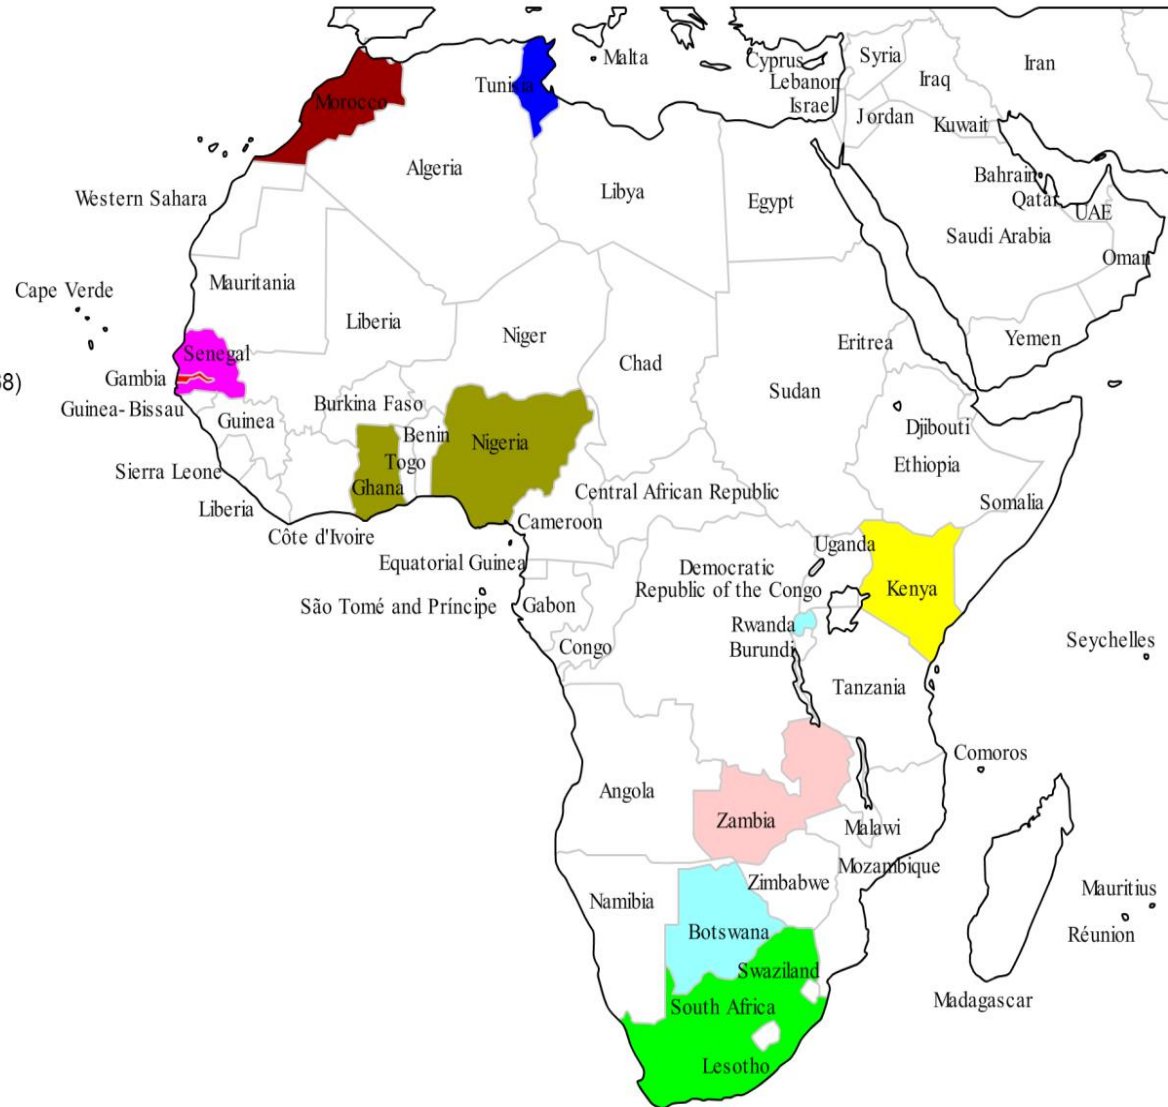 Malta
Cyprus
Syria
Iran
Lebanon
Iraq
Tunisia
Israel
Morocco
Jordan
Kuwait
Algeria
Bahrain
Western Sahara
Libya
Egypt
Qatar
UAE
Saudi Arabia
Oman
Mauritania
Cape Verde
Liberia
Niger
Eritrea
Yemen
Senegal
Chad
Gambia
8)
Sudan
Guinea-Bissau
Burkina Faso
Guinea
Benin
Nigeria
Djibouti
Togo
Ethiopia
Sierra Leone
Ghana
Central African Republic
Somalia
Liberia
Cameroon
Côte d'Ivoire
Uganda
Equatorial Guinea
Democratic
Republic of the Congo
Kenya
São Tomé and Príncipe
Gabon
Rwanda
Congo
Burundi
Seychelles
Tanzania
Comoros
Angola
Zambia
Malawi
Mozambique
Zimbabwe
Mauritius
Namibia
Botswana
Réunion
Swaziland
Madagascar
South Africa
Lesotho